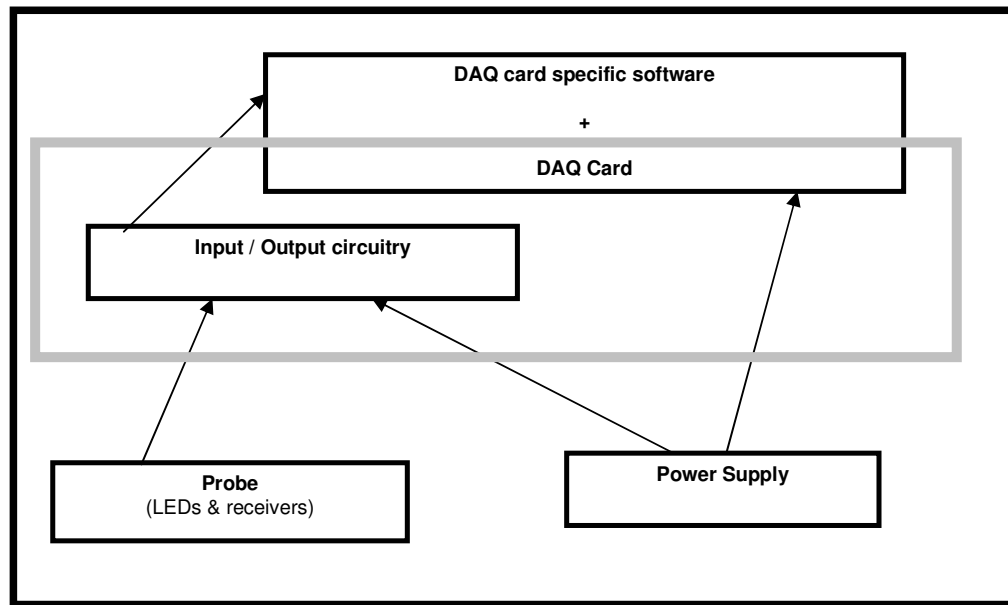 DAQ card specific software
+
DAQ Card
Input / Output circuitry
Probe
(LEDs & receivers)
Power Supply